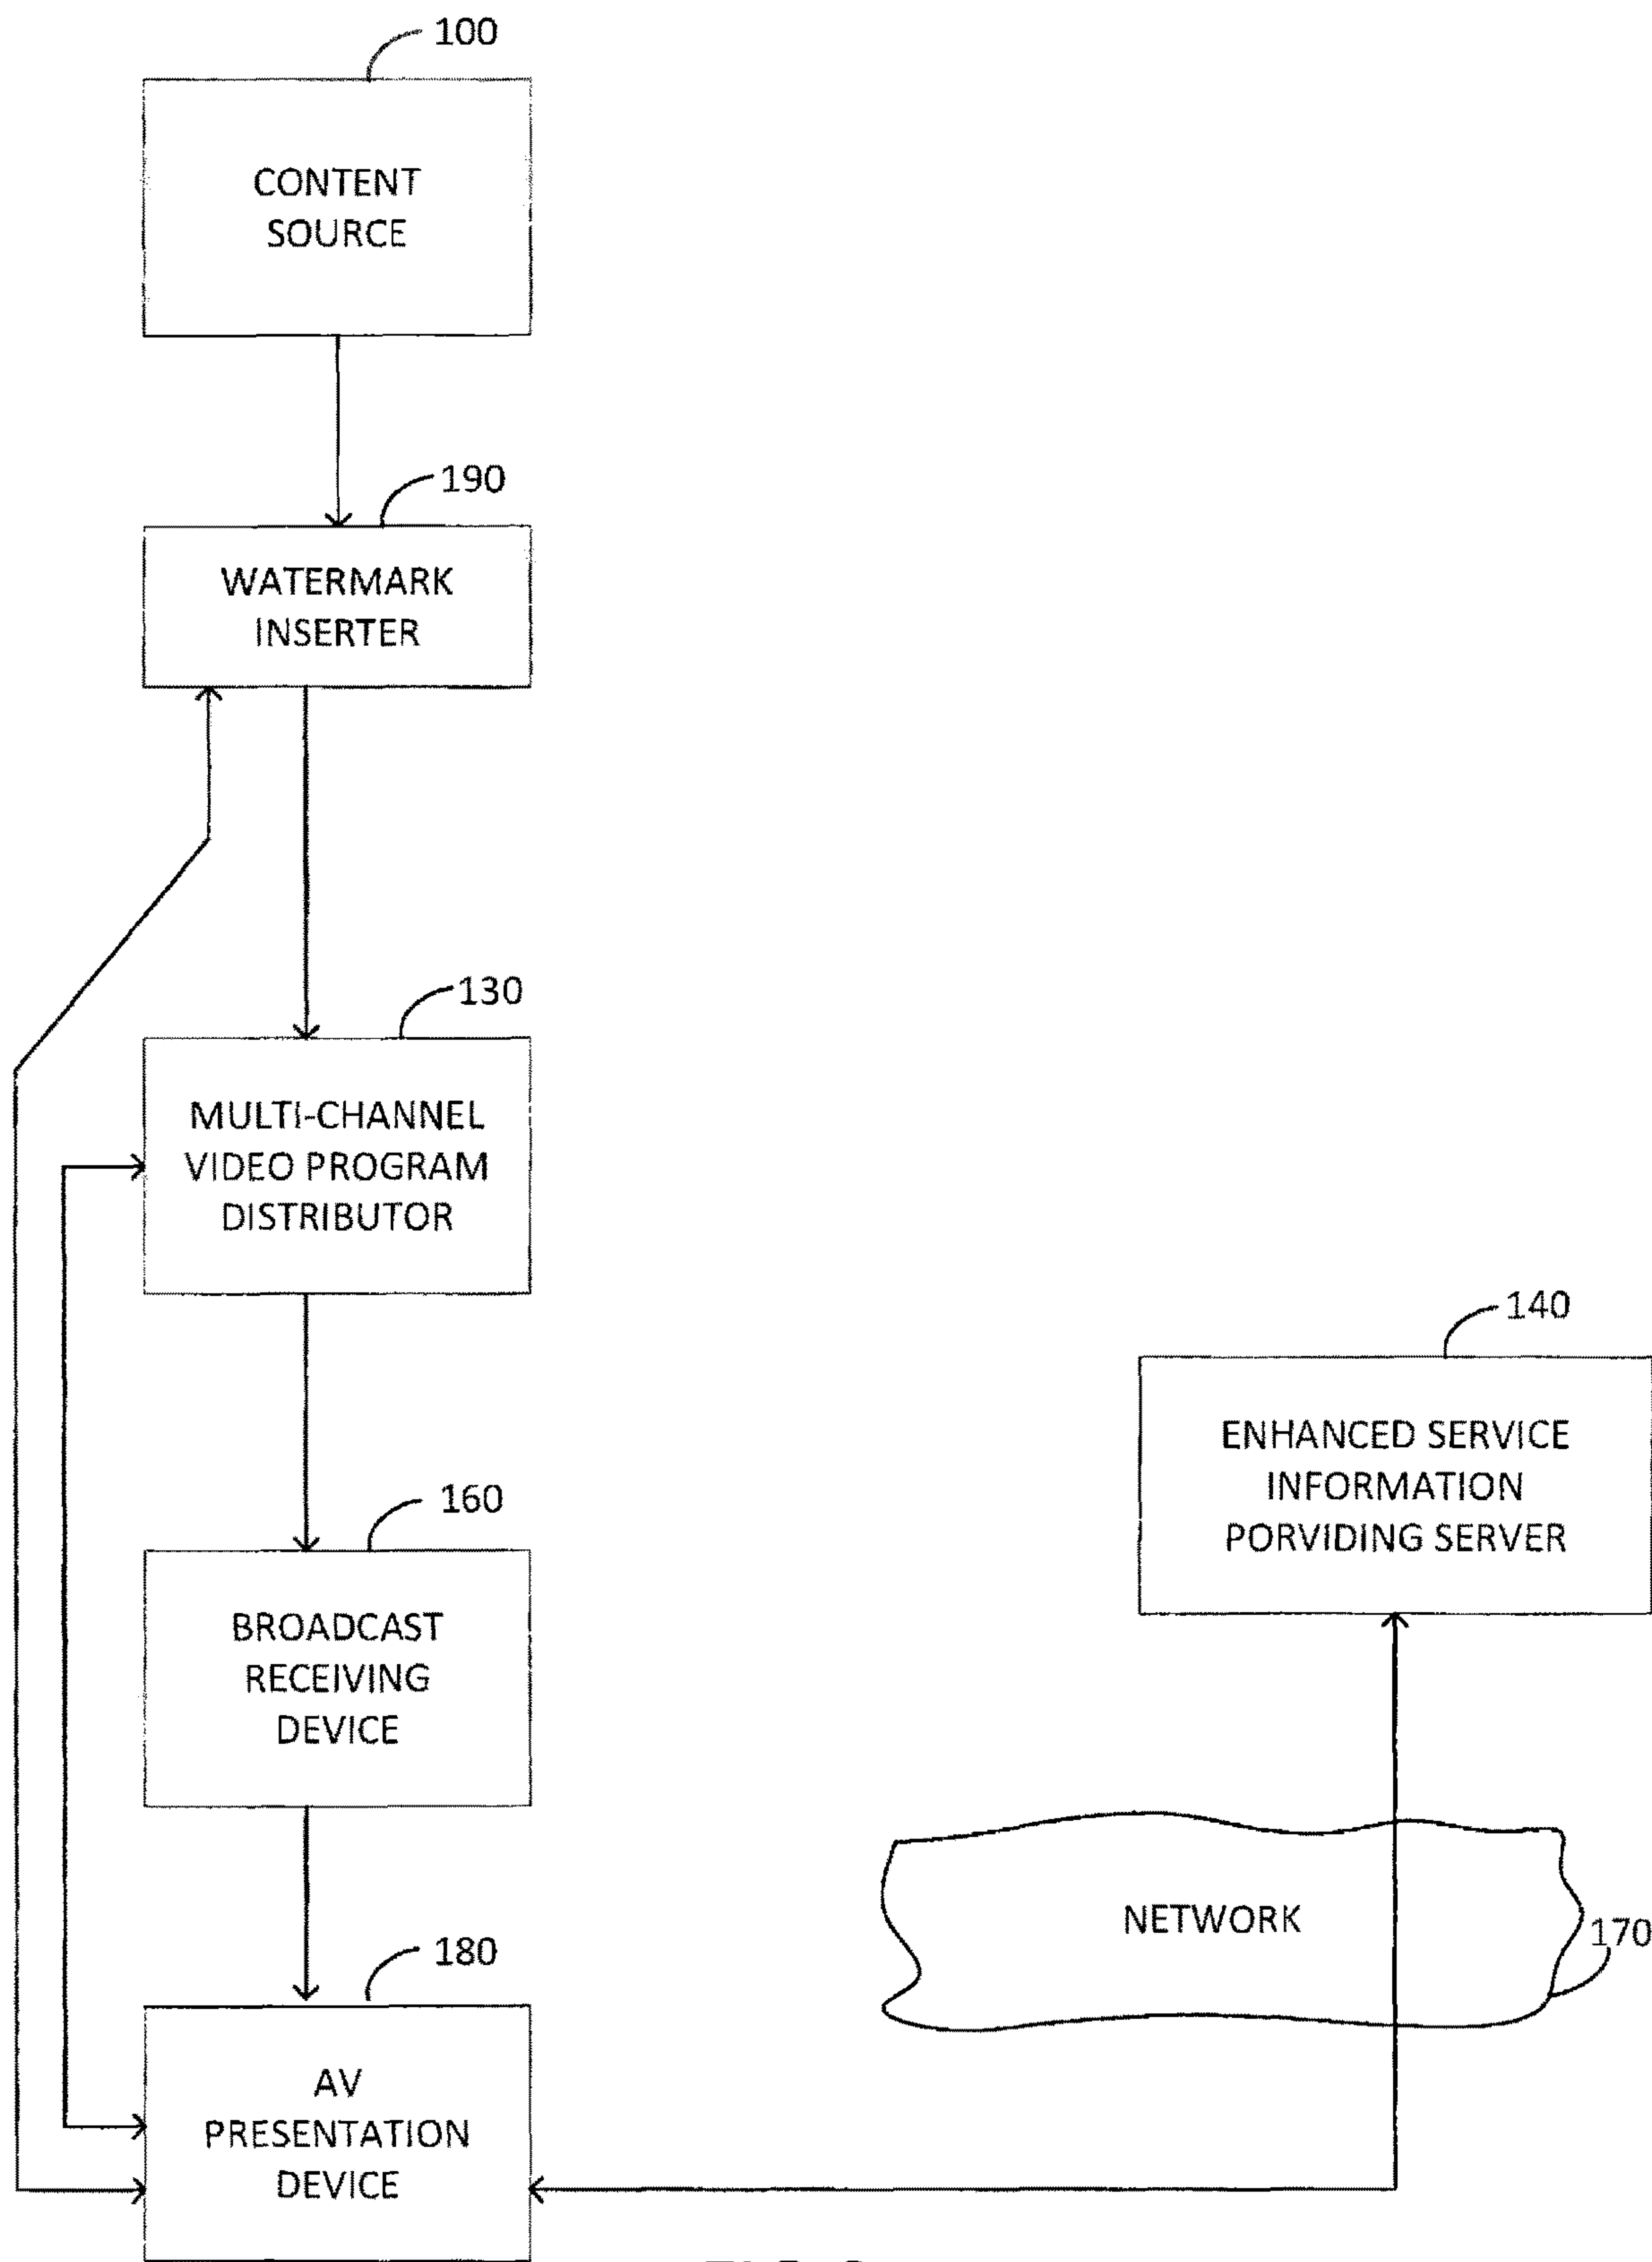 100
CONTENT
SOURCE
190
WATERMARK
INSERTER
130
MULTI-CHANNEL
VIDEO PROGRAM
DISTRIBUTOR
140
ENHANCED SERVICE
INFORMATION
PORVIDING SERVER
160
BROADCAST
RECEIVING
DEVICE
NETWORK
170
180
AV
PRESENTATION
DEVICE